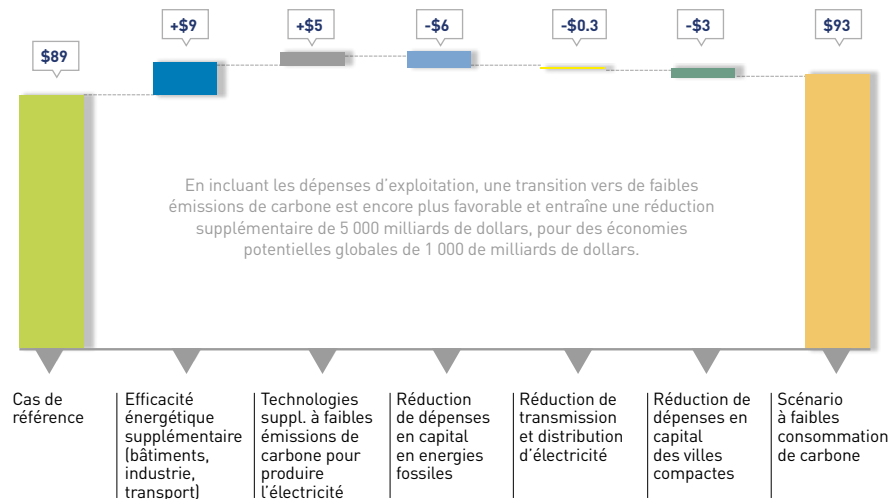 $89
+$9
+$5
-$6
-$0.3
-$3
$93
En incluant les dépenses d'exploitation, une transition vers de faibles
émissions de carbone est encore plus favorable et entraîne une réduction
supplémentaire de 5 000 milliards de dollars, pour des économies
potentielles globales de 1 000 de milliards de dollars.
Cas de
référence
Efficacité
énergétique
supplémentaire
(bâtiments,
industrie,
transport)
Technologies
suppl. à faibles
émissions de
carbone pour
produire
l'électricité
Réduction
de dépenses
en capital
en energies
fossiles
Réduction de
transmission
et distribution
d'électricité
Réduction de
dépenses en
capital
des villes
compactes
Scénario
à faibles
consommation
de carbone